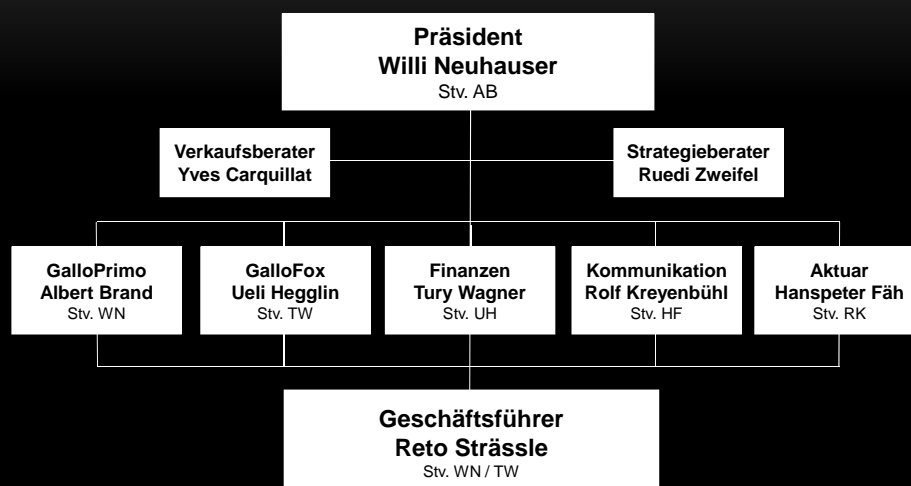 Präsident
Willi Neuhauser
Stv. AB
Verkaufsberater
Yves Carquillat
Strategieberater
Ruedi Zweifel
GalloPrimo
Albert Brand
Stv. WN
GalloFox
Ueli Hegglin
Stv. TW
Finanzen
Tury Wagner
Stv. UH
Kommunikation
Rolf Kreyenbühl
Stv. HF
Aktuar
Hanspeter Fäh
Stv. RK
Geschäftsführer
Reto Strässle
Stv. WN / TW